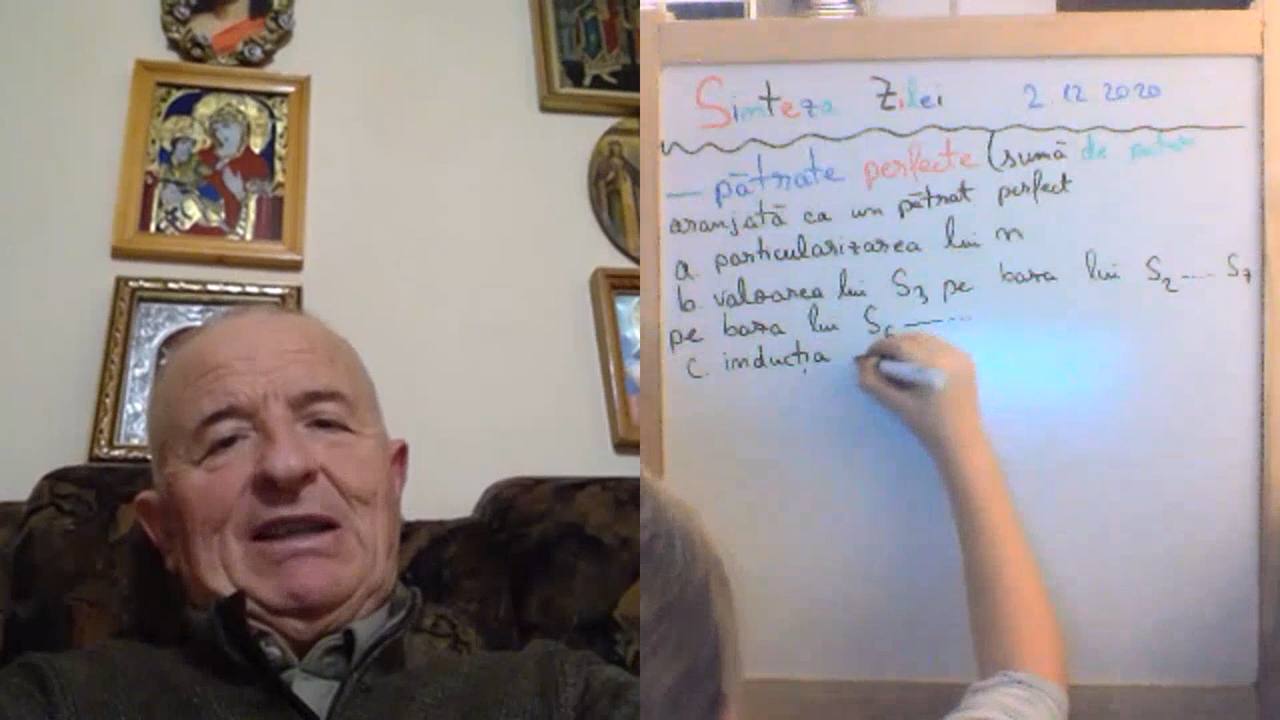 Sinteza Zilei 2.12.2020
— pătrate perfecte (sumă de
aranjată ca un pătrat perfect
a. particularizarea lui n
b. valoarea lui S3 pe baza lui S2.... S7
pe baza lui S6 -----
C. inducția